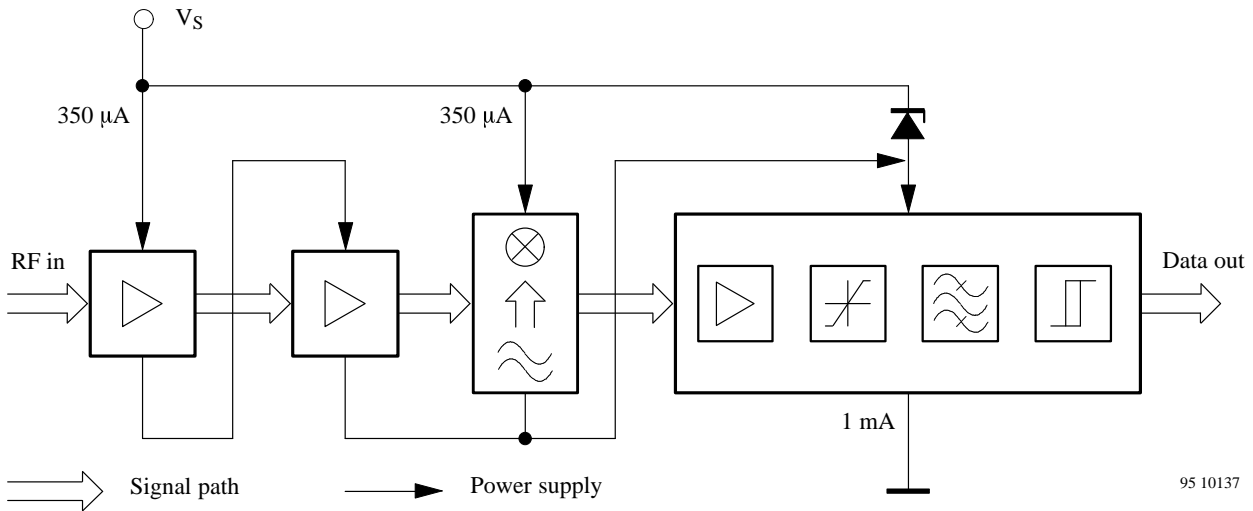 VS
350 μA
350 μA
RF in
Data out
1 mA
Signal path
Power supply
95 10137